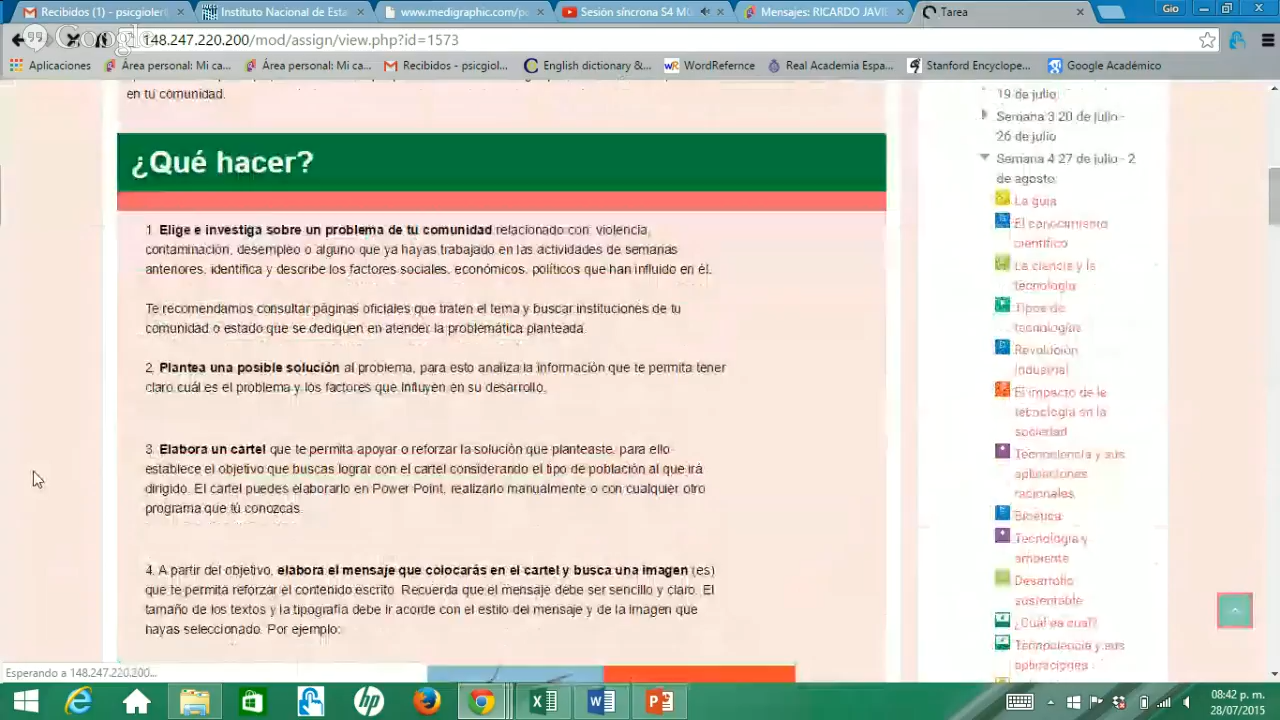 Recibidos (1) - psicgioler
Instituto Nacional de Esta
www.medigraphic.com/p
Sesión síncrona S4 M0
Mensajes: RICARDO JAVIE
Tarea
Gio
Google
148.247.220.200/mod/assign/view.php?id=1573
Aplicaciones
Área personal: Mi ca...
Área personal: Mi ca...
Recibidos - psicgiol...
English dictionary &...
WordRefernce
Real Academia Espa...
Stanford Encyclope...
Google Académico
en tu comunidad.
¿Qué hacer?
1. Elige e investiga sobre un problema de tu comunidad relacionado con: violencia,
contaminación, desempleo o alguno que ya hayas trabajado en las actividades de semanas
anteriores, identifica y describe los factores sociales, económicos, políticos que han influido en él.
Te recomendamos consultar páginas oficiales que traten el tema y buscar instituciones de tu
comunidad o estado que se dediquen en atender la problemática planteada.
2. Plantea una posible solución al problema, para esto analiza la información que te permita tener
claro cuál es el problema y los factores que influyen en su desarrollo.
3. Elabora un cartel que te permita apoyar o reforzar la solución que planteaste, para ello
establece el objetivo que buscas lograr con el cartel considerando el tipo de población al que irá
dirigido. El cartel puedes elaborarlo en Power Point, realizarlo manualmente o con cualquier otro
programa que tú conozcas.
4. A partir del objetivo, elabora el mensaje que colocarás en el cartel y busca una imagen (es)
que te permita reforzar el contenido escrito. Recuerda que el mensaje debe ser sencillo y claro. El
tamaño de los textos y la tipografía debe ir acorde con el estilo del mensaje y de la imagen que
hayas seleccionado. Por ejemplo:
19 de julio
Semana 3 20 de julio -
26 de julio
Semana 4 27 de julio - 2
de agosto
La guía
El conocimiento
científico
La ciencia y la
tecnología
Tipos de
tecnologías
Revolución
Industrial
El impacto de la
tecnología en la
sociedad
Tecnociencia y sus
aplicaciones
racionales
Bioética
Tecnología y
ambiente
Desarrollo
sustentable
¿Cuál es cuál?
Tecnociencia y sus
aplicaciones
Esperando a 148.247.220.200...
08:42 p. m.
28/07/2015